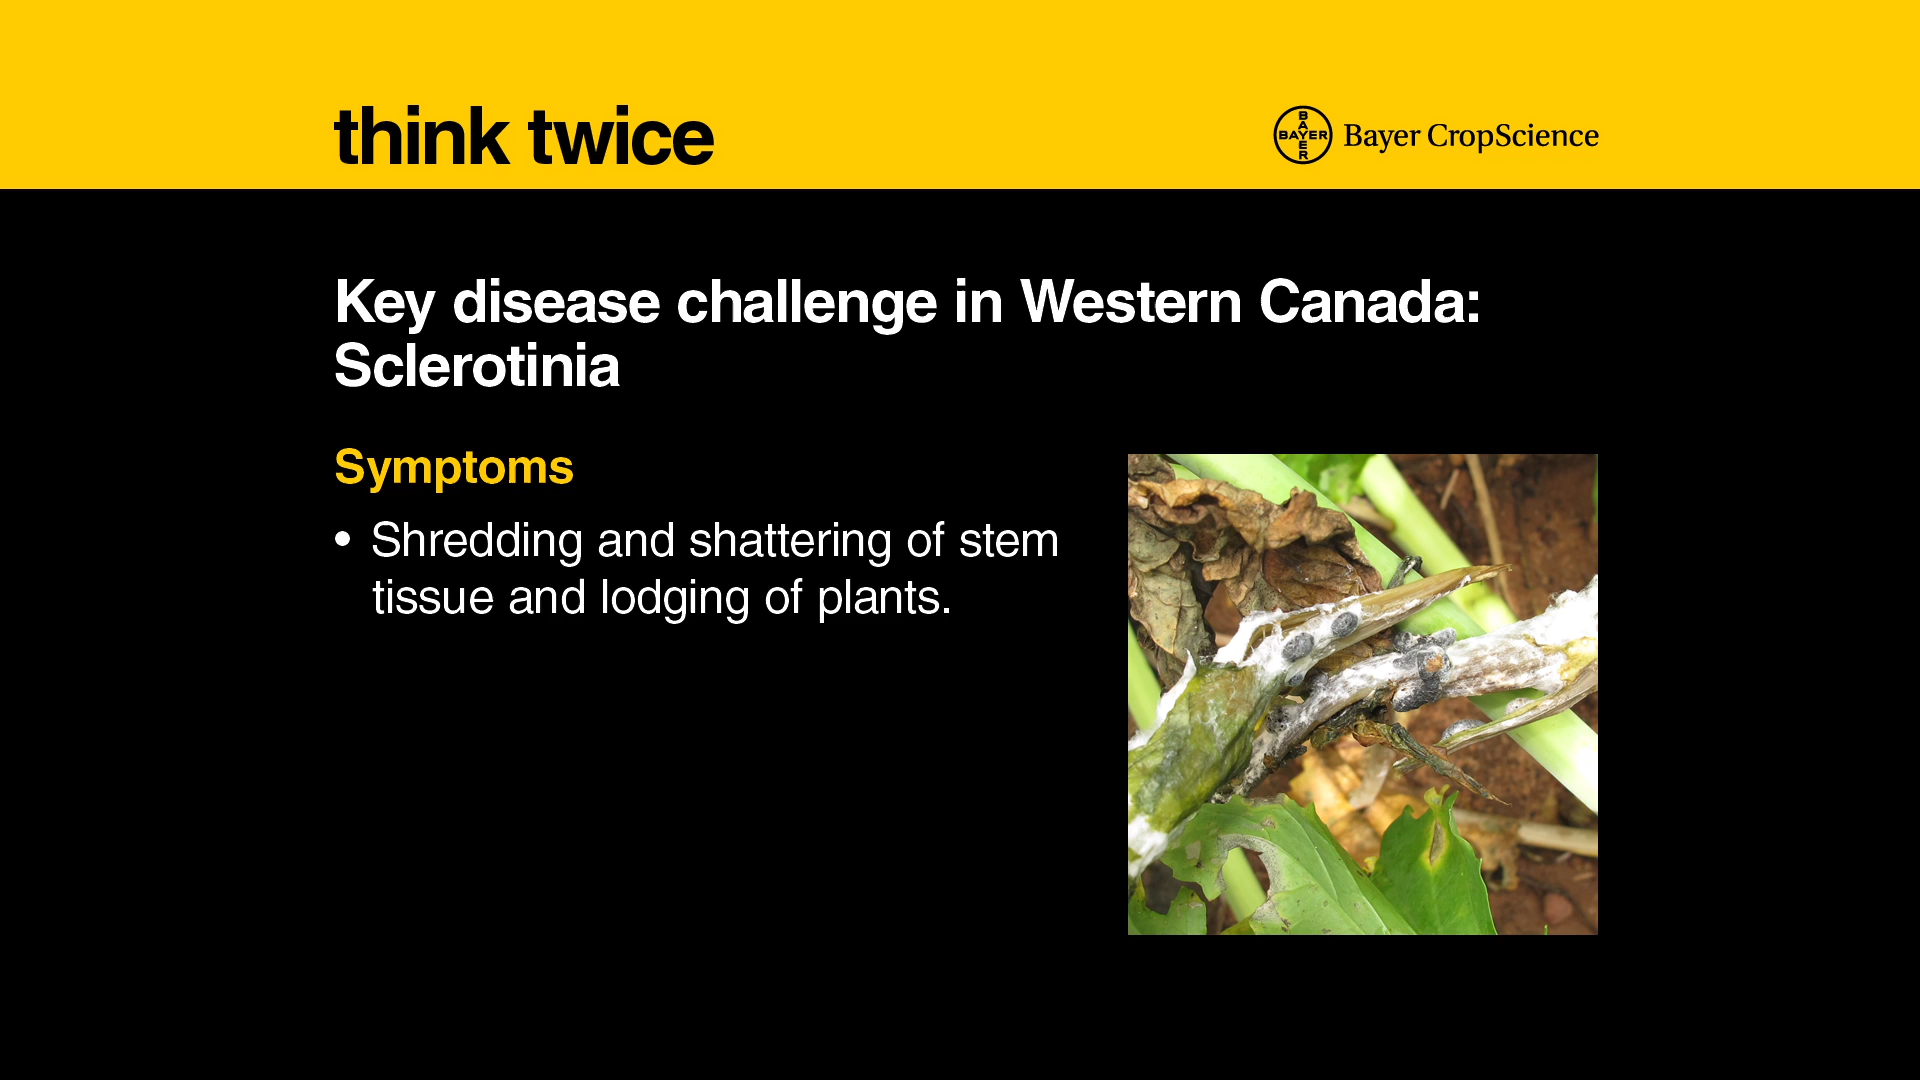 think twice
BAYER
BAYER
Bayer CropScience
Key disease challenge in Western Canada:
Sclerotinia
Symptoms
• Shredding and shattering of stem
tissue and lodging of plants.